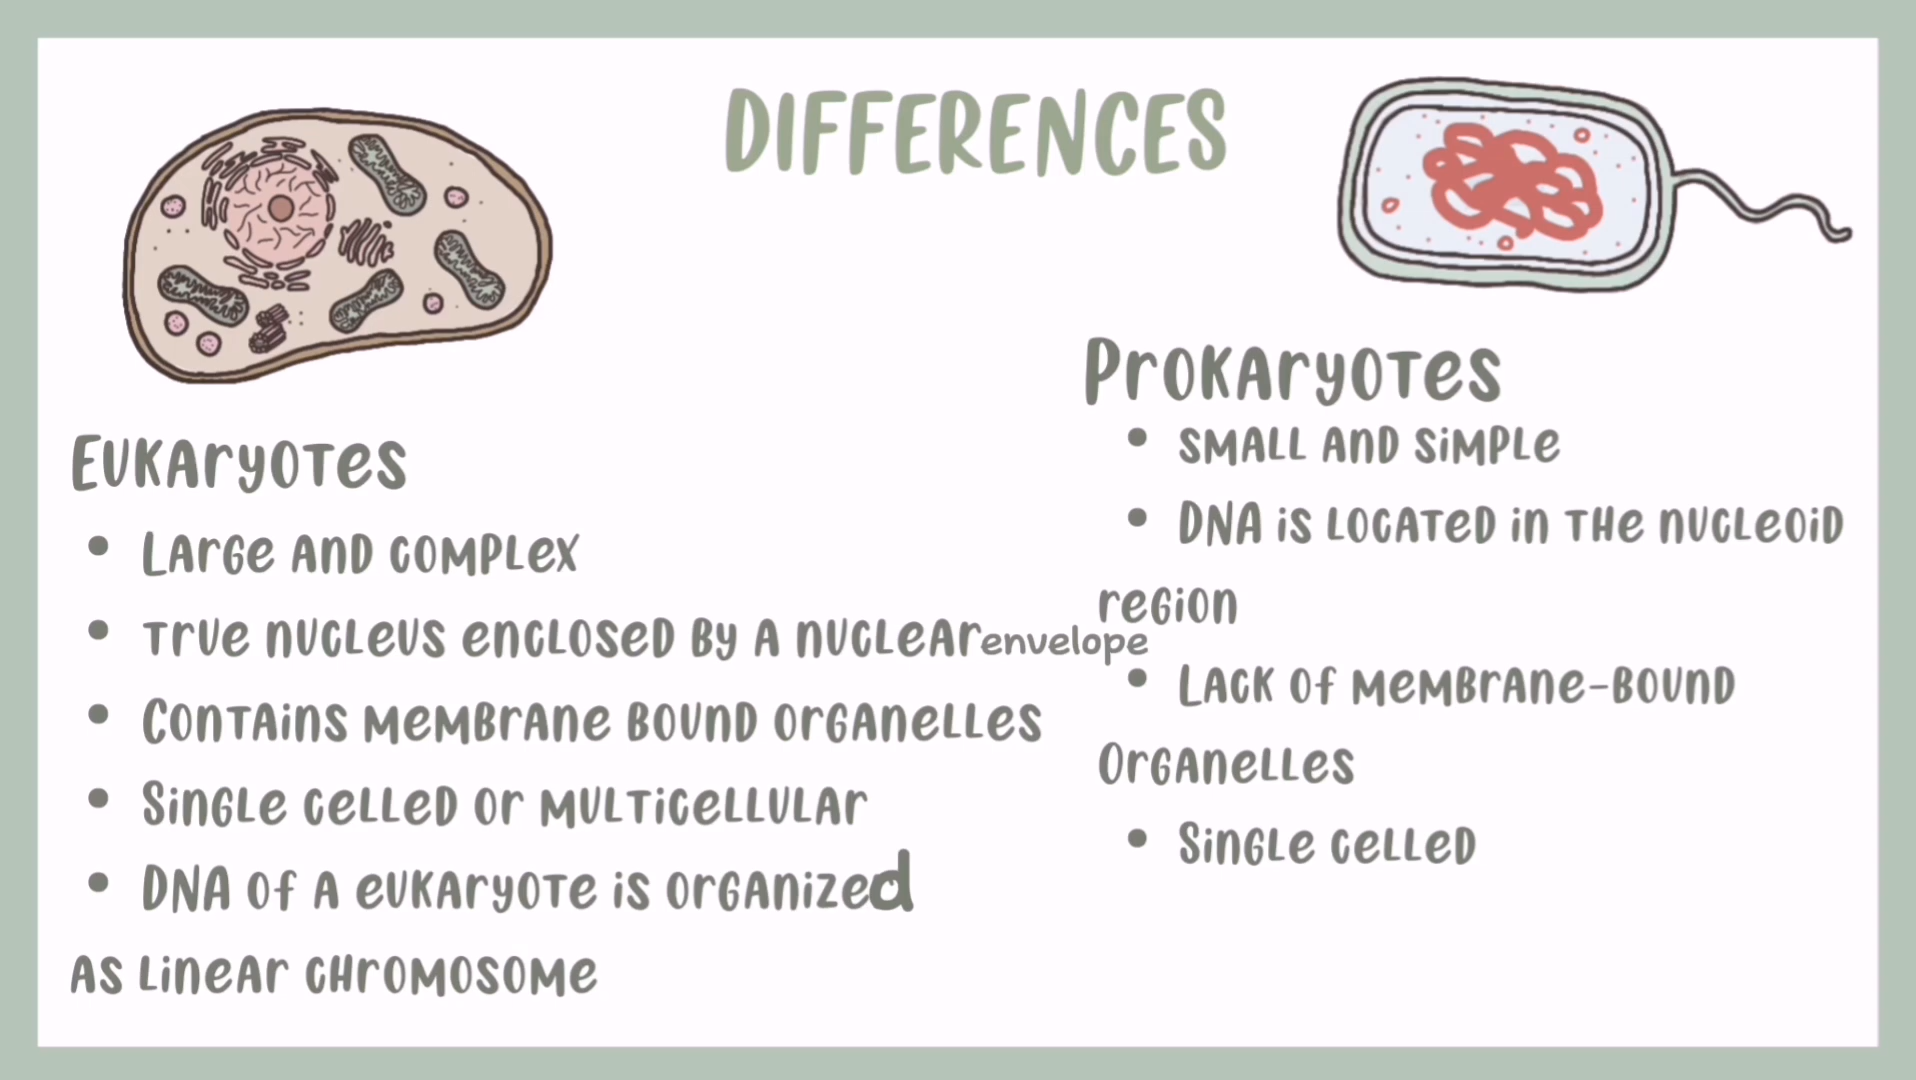 DIFFERENCES
Eukaryotes
Large and complex
True nucleus enclosed by a nuclear envelope
Contains membrane bound organelles
Single celled or multicellular
DNA of a eukaryote is organized
as linear chromosome
Prokaryotes
small and simple
DNA is located in the nucleoid
region
Lack of membrane-bound
Organelles
Single celled